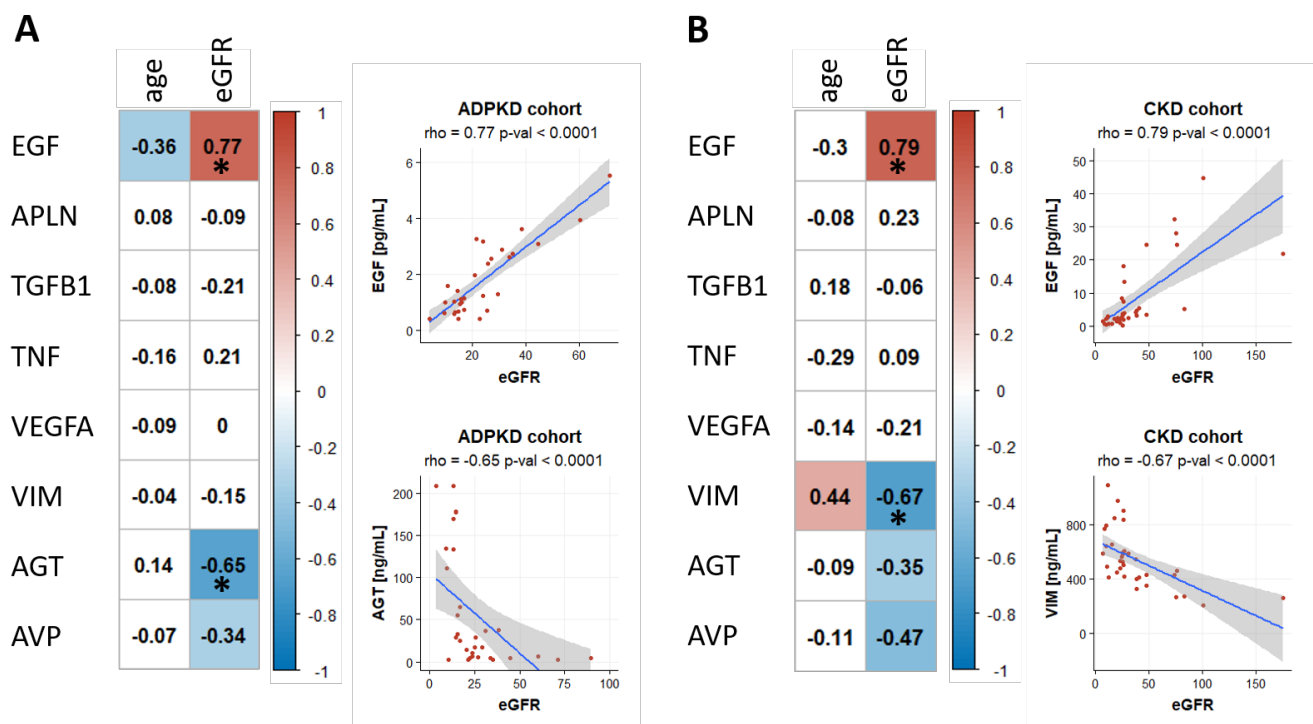 A
age eGFR
EGF -0.36 0.77 *
APLN 0.08 -0.09
TGFB1 -0.08 -0.21
TNF -0.16 0.21
VEGFA -0.09 0
VIM -0.04 -0.15
AGT 0.14 -0.65 *
AVP -0.07 -0.34
1
0.8
0.6
0.4
0.2
0
-0.2
-0.4
-0.6
-0.8
-1
ADPKD cohort
rho = 0.77 p-val < 0.0001
EGF [pg/mL]
6
4
2
0
20 40 60
eGFR
ADPKD cohort
rho = -0.65 p-val < 0.0001
AGT [ng/mL]
200
150
100
50
0
0 25 50 75 100
eGFR
B
age eGFR
EGF -0.3 0.79 *
APLN -0.08 0.23
TGFB1 0.18 -0.06
TNF -0.29 0.09
VEGFA -0.14 -0.21
VIM 0.44 -0.67 *
AGT -0.09 -0.35
AVP -0.11 -0.47
1
0.8
0.6
0.4
0.2
0
-0.2
-0.4
-0.6
-0.8
-1
CKD cohort
rho = 0.79 p-val < 0.0001
EGF [pg/mL]
50
40
30
20
10
0
0 50 100 150
eGFR
CKD cohort
rho = -0.67 p-val < 0.0001
VIM [ng/mL]
800
400
0
0 50 100 150
eGFR